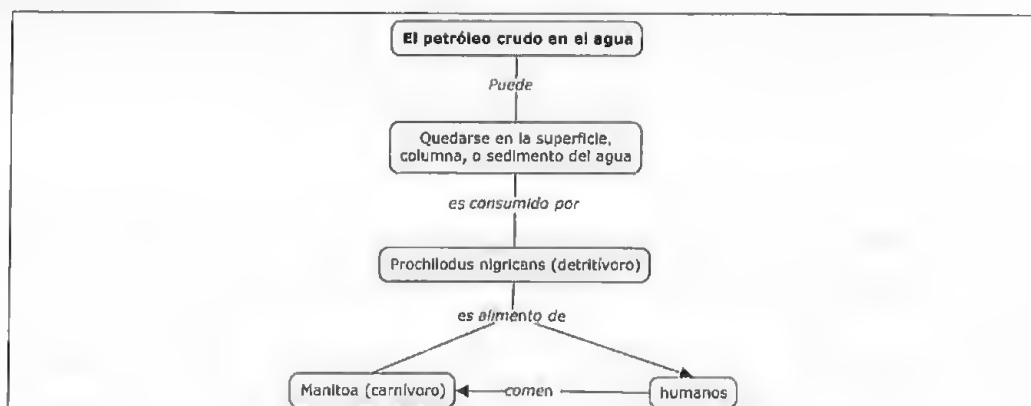 El petróleo crudo en el agua
Puede
Quedarse en la superficie,
columna, o sedimento del agua
es consumido por
Prochilodus nigricans (detritívoro)
es alimento de
Manitoa (carnívoro)
comen
humanos